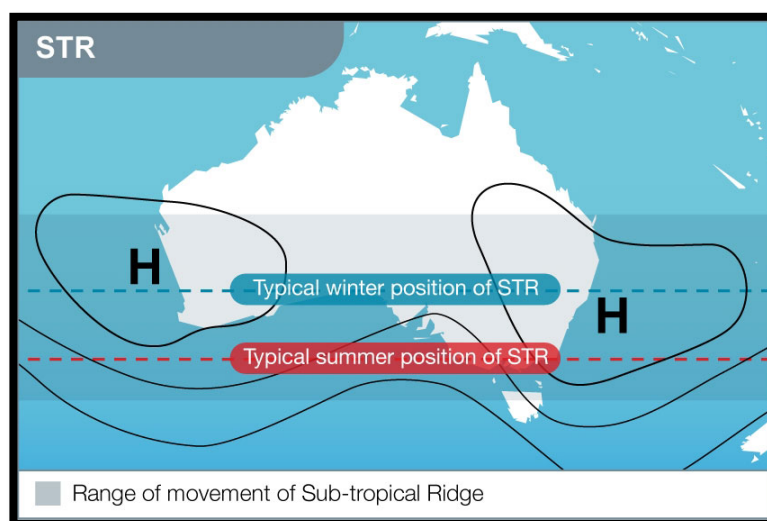 STR
H
Typical winter position of STR
H
Typical summer position of STR
Range of movement of Sub-tropical Ridge